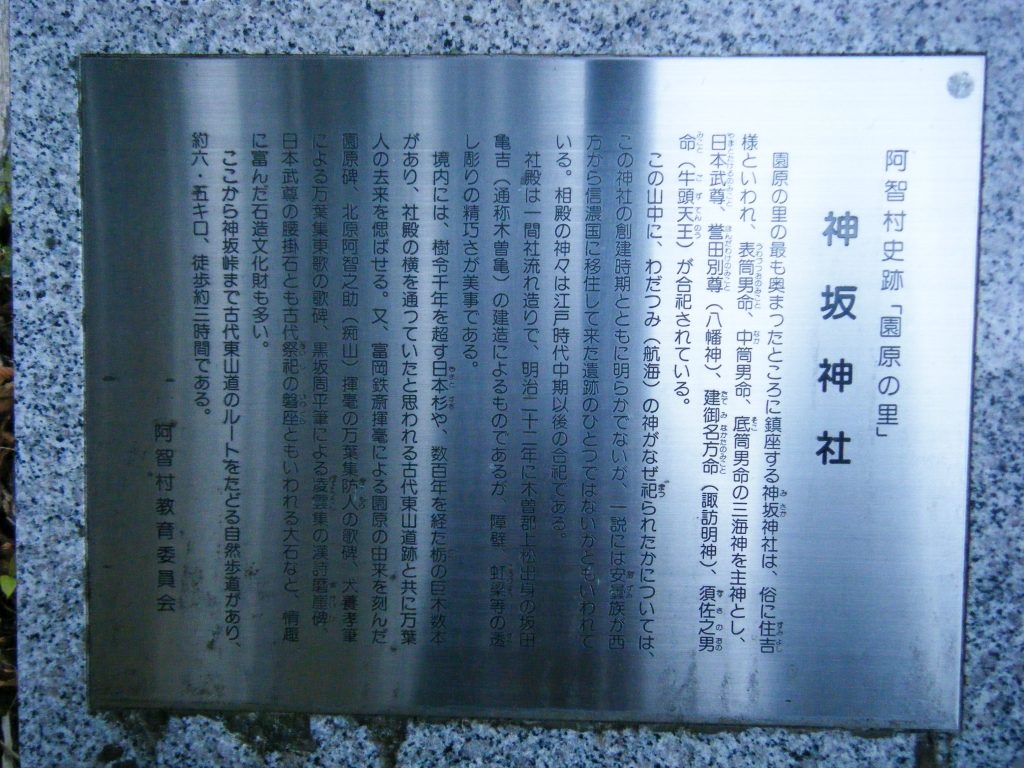 阿智村史跡「園原の里」
神坂神社
園原の里の最も奥まったところに鎮座する神坂神社は、俗に住吉
様といわれ、表筒男命、中筒男命、底筒男命の三海神を主神とし、
日本武尊、誉田別尊（八幡神）、建御名方命（諏訪明神）、須佐之男
命（牛頭天王）が合祀されている。
この山中に、わだつみ（航海）の神がなぜ祀られたかについては、
この神社の創建時期とともに明らかでないが、一説には安曇族が西
方から信濃国に移住して来た遺跡のひとつではないかともいわれて
いる。相殿の神々は江戸時代中期以後の合祀である。
社殿は一間社流れ造りで、明治二十二年に木曽郡上松出身の坂田
亀吉（通称木曽亀）の建造によるものであるが、障壁、虹梁等の透
し彫りの精巧さが美事である。
境内には、樹令千年を超す日本杉や、数百年を経た栃の巨木数本
があり、社殿の横を通っていたと思われる古代東山道跡と共に万葉
人の去来を偲ばせる。又、富岡鉄斎揮毫による園原の由来を刻んだ
園原碑、北原阿智之助（痴山）揮毫の万葉集防人の歌碑、犬養孝筆
による万葉集東歌の歌碑、黒坂周平筆による凌雲集の漢詩磨崖碑、
日本武尊の腰掛石とも古代祭祀の磐座ともいわれる大石など、情趣
に富んだ石造文化財も多い。
ここから神坂峠まで古代東山道のルートをたどる自然歩道があり、
約六・五キロ、徒歩約三時間である。
阿智村教育委員会